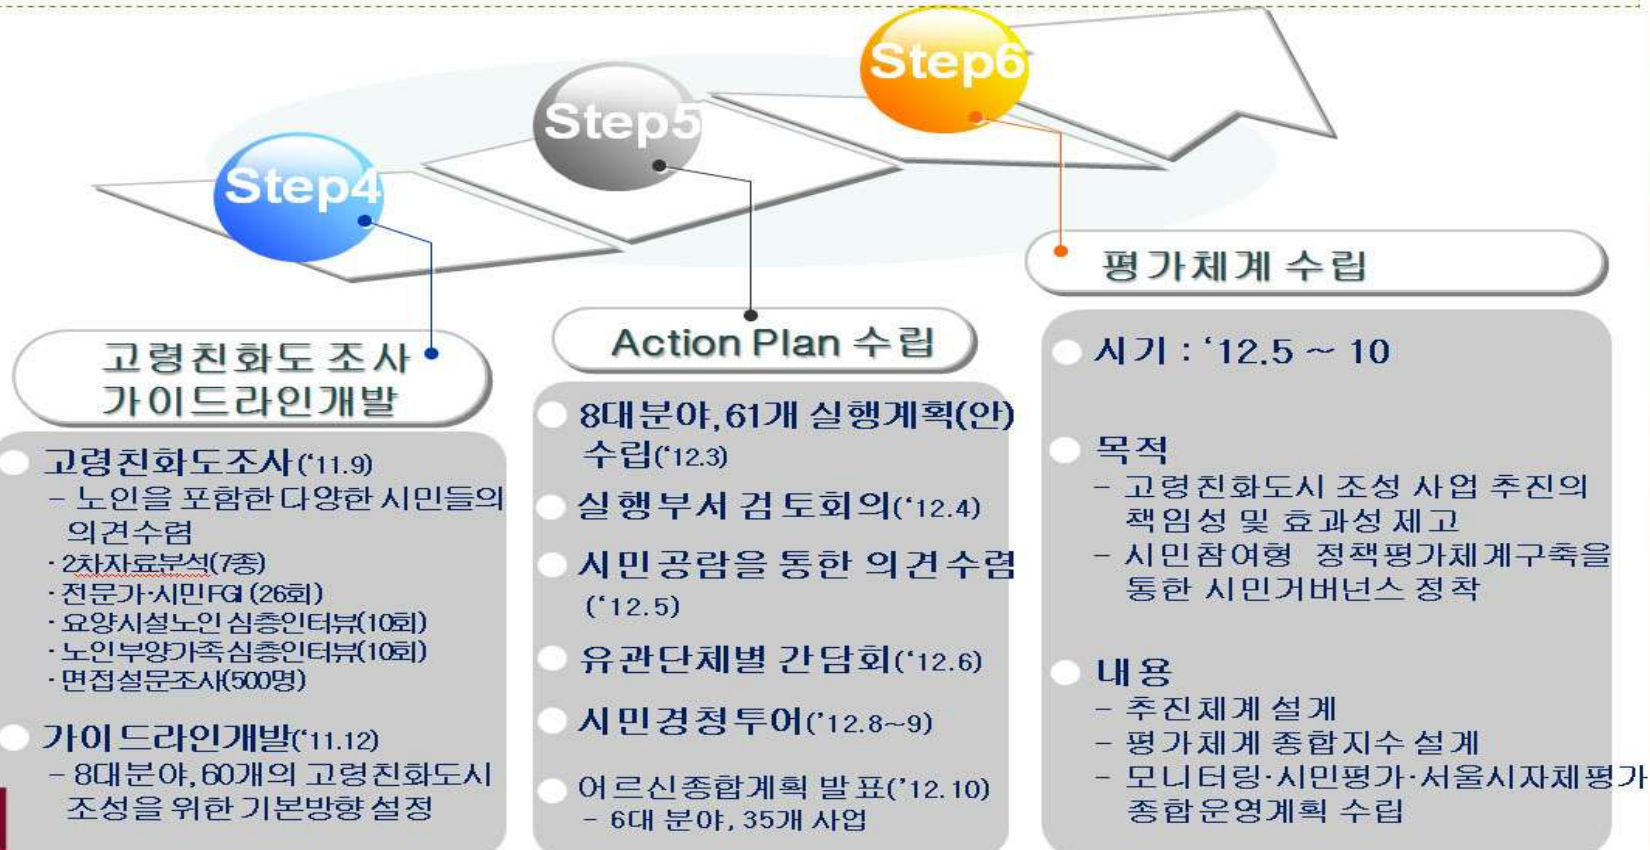 Step4
고령친화도 조사
가이드라인개발
고령친화도조사(‘11.9)
- 노인을 포함한 다양한 시민들의
의견수렴
· 2차자료분석(7종)
· 전문가·시민FGI (26회)
· 요양시설노인 심층인터뷰(10회)
· 노인부양가족심층인터뷰(10회)
· 면접설문조사(500명)
가이드라인개발(‘11.12)
- 8대분야, 60개의 고령친화도시
조성을 위한 기본방향 설정
Step5
Action Plan 수립
8대분야,61개 실행계획(안)
수립(‘12.3)
실행부서 검토회의(‘12.4)
시민공람을 통한 의견수렴
(‘12.5)
유관단체별 간담회(‘12.6)
시민경청투어(’12.8~9)
어르신종합계획 발표(’12.10)
- 6대 분야, 35개 사업
Step6
평가체계 수립
시기 : ‘12.5 ~ 10
목적
- 고령친화도시 조성 사업 추진의
책임성 및 효과성 제고
- 시민참여형 정책평가체계구축을
통한 시민거버넌스 정착
내용
- 추진체계 설계
- 평가체계 종합지수 설계
- 모니터링·시민평가·서울시자체평가
종합운영계획 수립